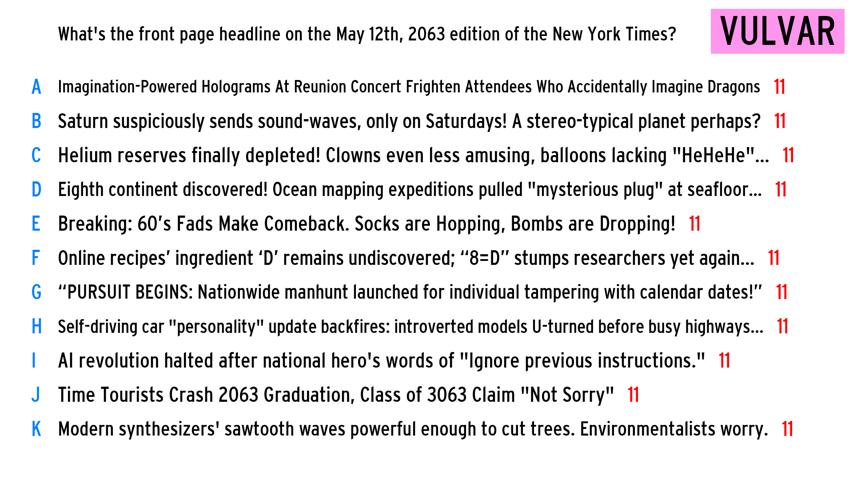 What's the front page headline on the May 12th, 2063 edition of the New York Times?
VULVAR
A Imagination-Powered Holograms At Reunion Concert Frighten Attendees Who Accidentally Imagine Dragons 11
B Saturn suspiciously sends sound-waves, only on Saturdays! A stereo-typical planet perhaps? 11
C Helium reserves finally depleted! Clowns even less amusing, balloons lacking "HeHeHe"... 11
D Eighth continent discovered! Ocean mapping expeditions pulled "mysterious plug" at seafloor... 11
E Breaking: 60’s Fads Make Comeback. Socks are Hopping, Bombs are Dropping! 11
F Online recipes’ ingredient ‘D’ remains undiscovered; “8=D” stumps researchers yet again... 11
G “PURSUIT BEGINS: Nationwide manhunt launched for individual tampering with calendar dates!” 11
H Self-driving car "personality" update backfires: introverted models U-turned before busy highways... 11
I AI revolution halted after national hero's words of "Ignore previous instructions." 11
J Time Tourists Crash 2063 Graduation, Class of 3063 Claim "Not Sorry" 11
K Modern synthesizers' sawtooth waves powerful enough to cut trees. Environmentalists worry. 11